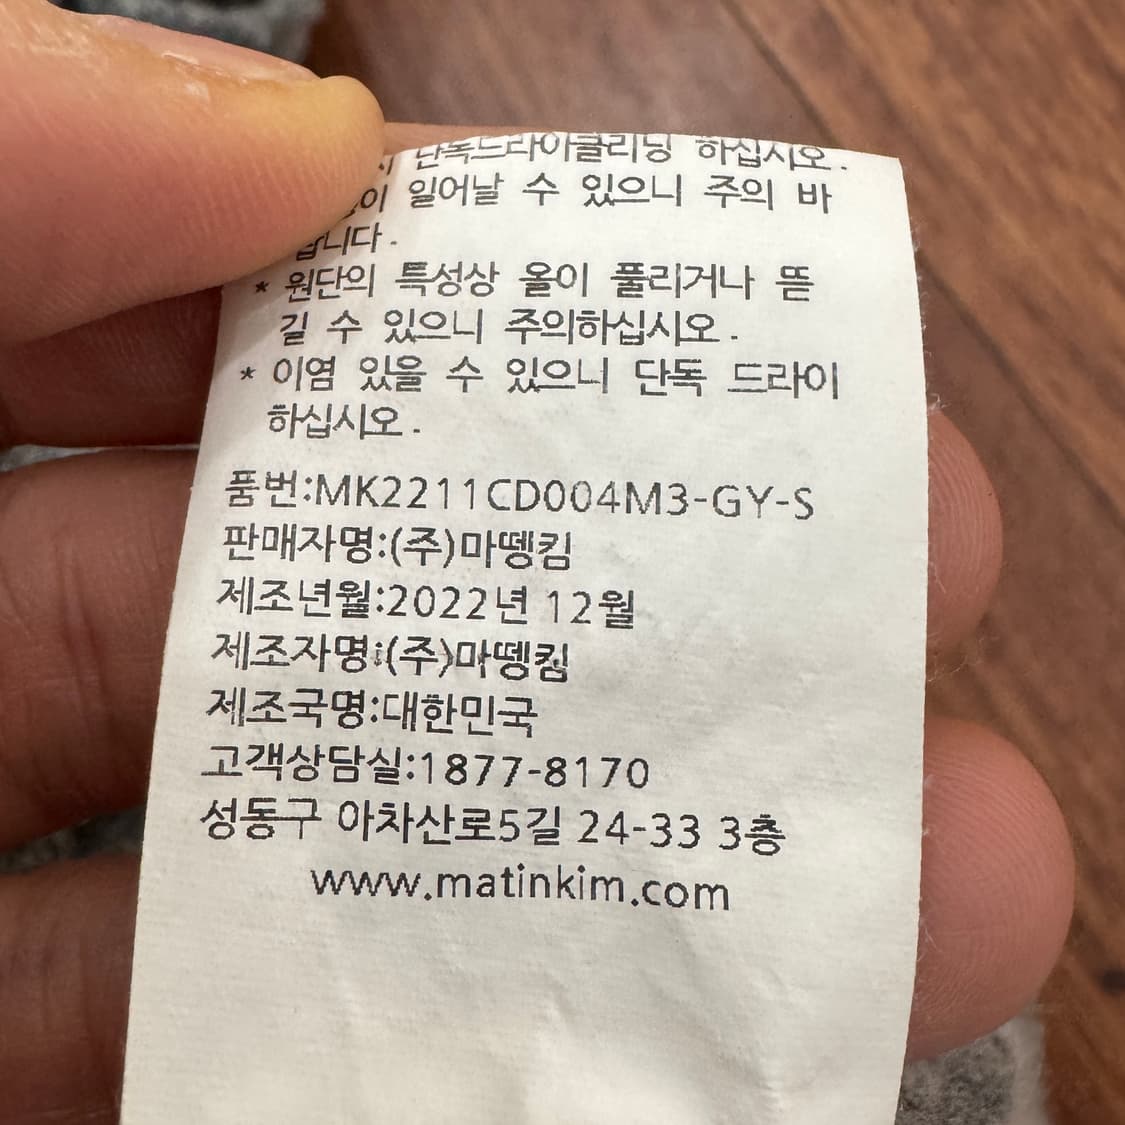 단독드라이클리닝 하십시오.
일어날 수 있으니 주의 바
랍니다.
* 원단의 특성상 올이 풀리거나 뜯
길 수 있으니 주의하십시오.
* 이염 있을 수 있으니 단독 드라이
하십시오.
품번:MK2211CD004M3-GY-S
판매자명:(주)마뗑킴
제조년월:2022년 12월
제조자명:(주)마뗑킴
제조국명:대한민국
고객상담실:1877-8170
성동구 아차산로5길 24-33 3층
www.matinkim.com